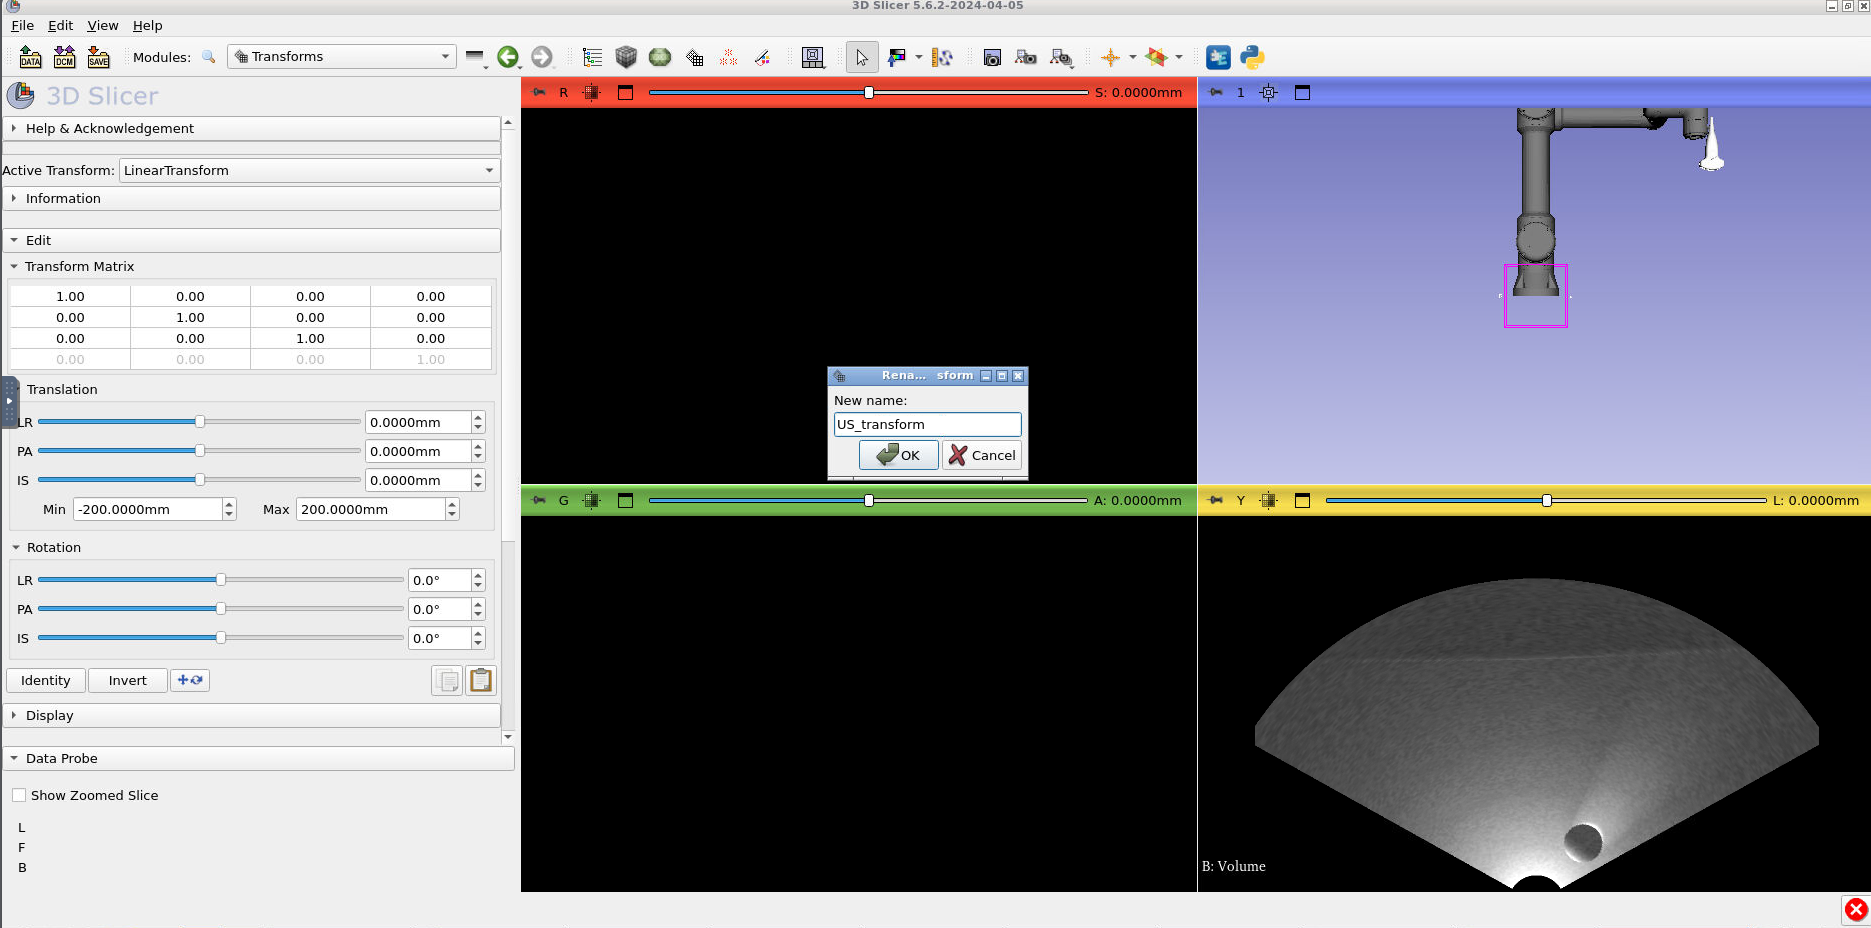 3D Slicer 5.6.2-2024-04-05
File Edit View Help
DATA DCM SAVE Modules: Transforms
3D Slicer
Help & Acknowledgement
Active Transform: LinearTransform
Information
Edit
Transform Matrix
1.00 0.00 0.00 0.00
0.00 1.00 0.00 0.00
0.00 0.00 1.00 0.00
0.00 0.00 0.00 1.00
Translation
LR 0.0000mm
PA 0.0000mm
IS 0.0000mm
Min -200.0000mm Max 200.0000mm
Rotation
LR 0.0°
PA 0.0°
IS 0.0°
Identity Invert
Display
Data Probe
Show Zoomed Slice
L
F
B
R S: 0.0000mm
1
Rena... sform
New name:
US_transform
OK Cancel
G A: 0.0000mm
Y L: 0.0000mm
B: Volume